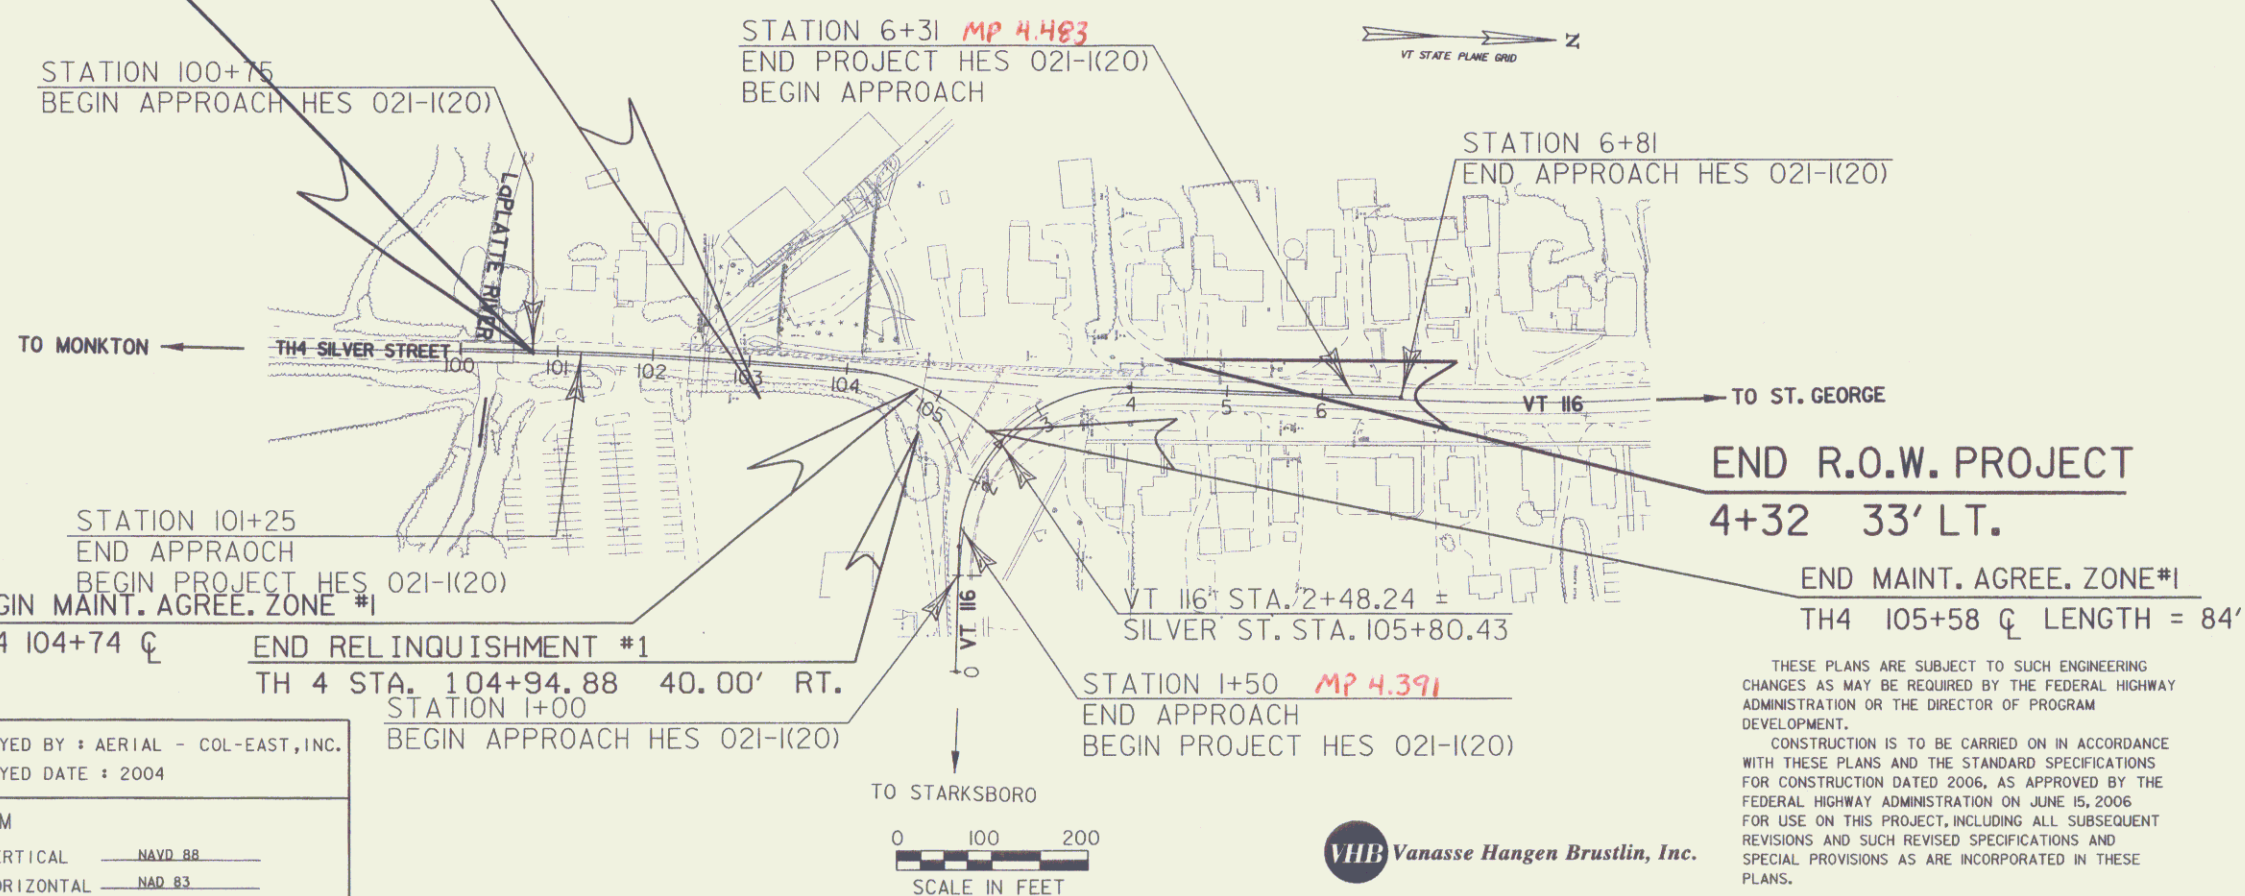 STATION 6+31 MP 4.483
END PROJECT HES 021-1(20)
BEGIN APPROACH
VT STATE PLANE GRID
Z
STATION 100+75
BEGIN APPROACH HES 021-1(20)
STATION 6+81
END APPROACH HES 021-1(20)
LaPLATTE RIVER
TO MONKTON
TH4 SILVER STREET
100
101
102
103
104
105
2
3
4
5
6
VT 116
TO ST. GEORGE
END R.O.W. PROJECT
4+32 33' LT.
STATION 101+25
END APPRAOCH
BEGIN PROJECT HES 021-1(20)
GIN MAINT. AGREE. ZONE #1
4 104+74 ℄
END RELINQUISHMENT #1
TH 4 STA. 104+94.88 40.00' RT.
STATION 1+00
BEGIN APPROACH HES 021-1(20)
VT 116
0
VT 116 STA. 2+48.24 ±
SILVER ST. STA. 105+80.43
END MAINT. AGREE. ZONE #1
TH4 105+58 ℄ LENGTH = 84'
STATION 1+50 MP 4.391
END APPROACH
BEGIN PROJECT HES 021-1(20)
TO STARKSBORO
0 100 200
SCALE IN FEET
YED BY : AERIAL - COL-EAST, INC.
YED DATE : 2004
M
ERTICAL NAVD 88
ORIZONTAL NAD 83
VHB Vanasse Hangen Brustlin, Inc.
THESE PLANS ARE SUBJECT TO SUCH ENGINEERING
CHANGES AS MAY BE REQUIRED BY THE FEDERAL HIGHWAY
ADMINISTRATION OR THE DIRECTOR OF PROGRAM
DEVELOPMENT.
CONSTRUCTION IS TO BE CARRIED ON IN ACCORDANCE
WITH THESE PLANS AND THE STANDARD SPECIFICATIONS
FOR CONSTRUCTION DATED 2006, AS APPROVED BY THE
FEDERAL HIGHWAY ADMINISTRATION ON JUNE 15, 2006
FOR USE ON THIS PROJECT, INCLUDING ALL SUBSEQUENT
REVISIONS AND SUCH REVISED SPECIFICATIONS AND
SPECIAL PROVISIONS AS ARE INCORPORATED IN THESE
PLANS.